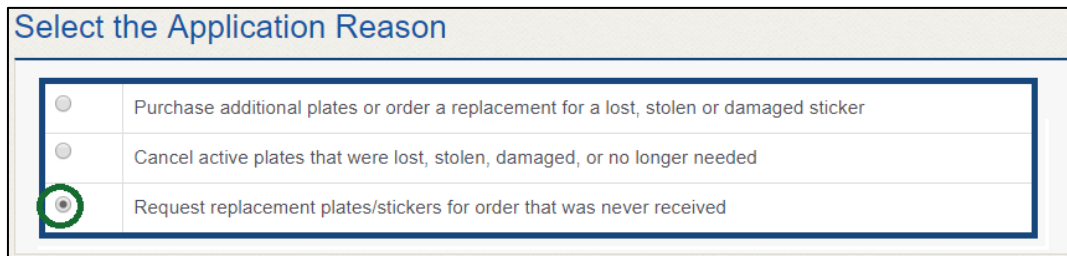 Select the Application Reason
Purchase additional plates or order a replacement for a lost, stolen or damaged sticker
Cancel active plates that were lost, stolen, damaged, or no longer needed
Request replacement plates/stickers for order that was never received